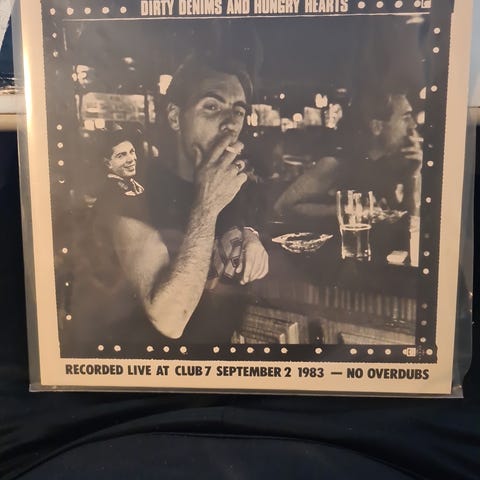 DIRTY DENIMS AND HUNGRY HEARTS
RECORDED LIVE AT CLUB 7 SEPTEMBER 2 1983 — NO OVERDUBS